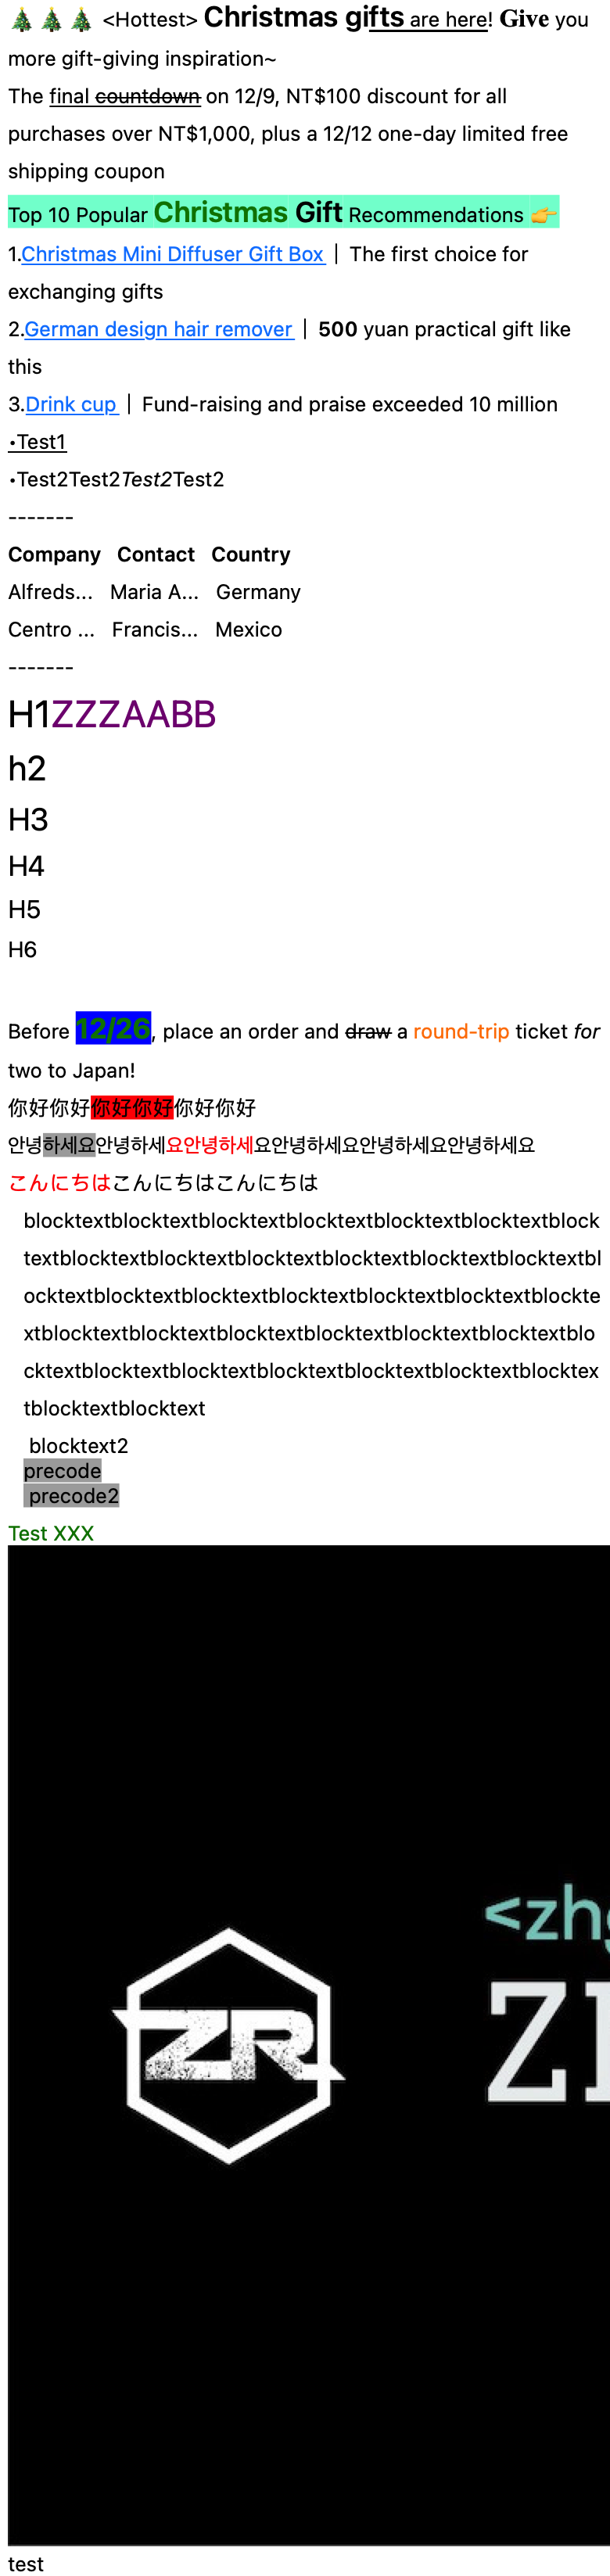 🎄🎄🎄 <Hottest> Christmas gifts are here! Give you
more gift-giving inspiration~
The final countdown on 12/9, NT$100 discount for all
purchases over NT$1,000, plus a 12/12 one-day limited free
shipping coupon
Top 10 Popular Christmas Gift Recommendations 👉
1.Christmas Mini Diffuser Gift Box｜The first choice for
exchanging gifts
2.German design hair remover｜500 yuan practical gift like
this
3.Drink cup｜Fund-raising and praise exceeded 10 million
•Test1
•Test2Test2Test2Test2
-------
Company Contact Country
Alfreds... Maria A... Germany
Centro ... Francis... Mexico
-------
H1ZZZAABB
h2
H3
H4
H5
H6
Before 12/26, place an order and draw a round-trip ticket for
two to Japan!
你好你好你好你好你好你好
안녕하세요안녕하세요안녕하세요안녕하세요안녕하세요안녕하세요
こんにちはこんにちはこんにちは
blocktextblocktextblocktextblocktextblocktextblocktextblock
textblocktextblocktextblocktextblocktextblocktextblocktextbl
ocktextblocktextblocktextblocktextblocktextblocktextblockte
xtblocktextblocktextblocktextblocktextblocktextblocktextblo
cktextblocktextblocktextblocktextblocktextblocktextblocktex
tblocktextblocktext
blocktext2
precode
precode2
Test XXX
<zh
ZR
Z
test